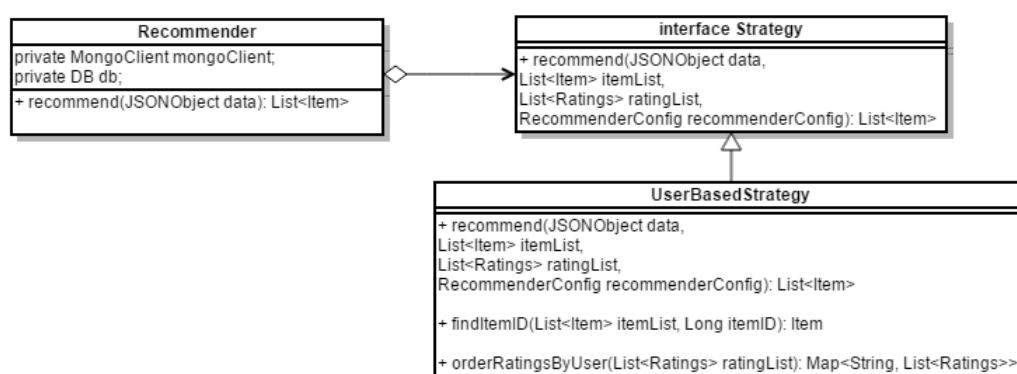 Recommender
private MongoClient mongoClient;
private DB db;
+ recommend(JSONObject data): List<Item>
interface Strategy
+ recommend(JSONObject data,
List<Item> itemList,
List<Ratings> ratingList,
RecommenderConfig recommenderConfig): List<Item>
UserBasedStrategy
+ recommend(JSONObject data,
List<Item> itemList,
List<Ratings> ratingList,
RecommenderConfig recommenderConfig): List<Item>
+ findItemID(List<Item> itemList, Long itemID): Item
+ orderRatingsByUser(List<Ratings> ratingList): Map<String, List<Ratings>>